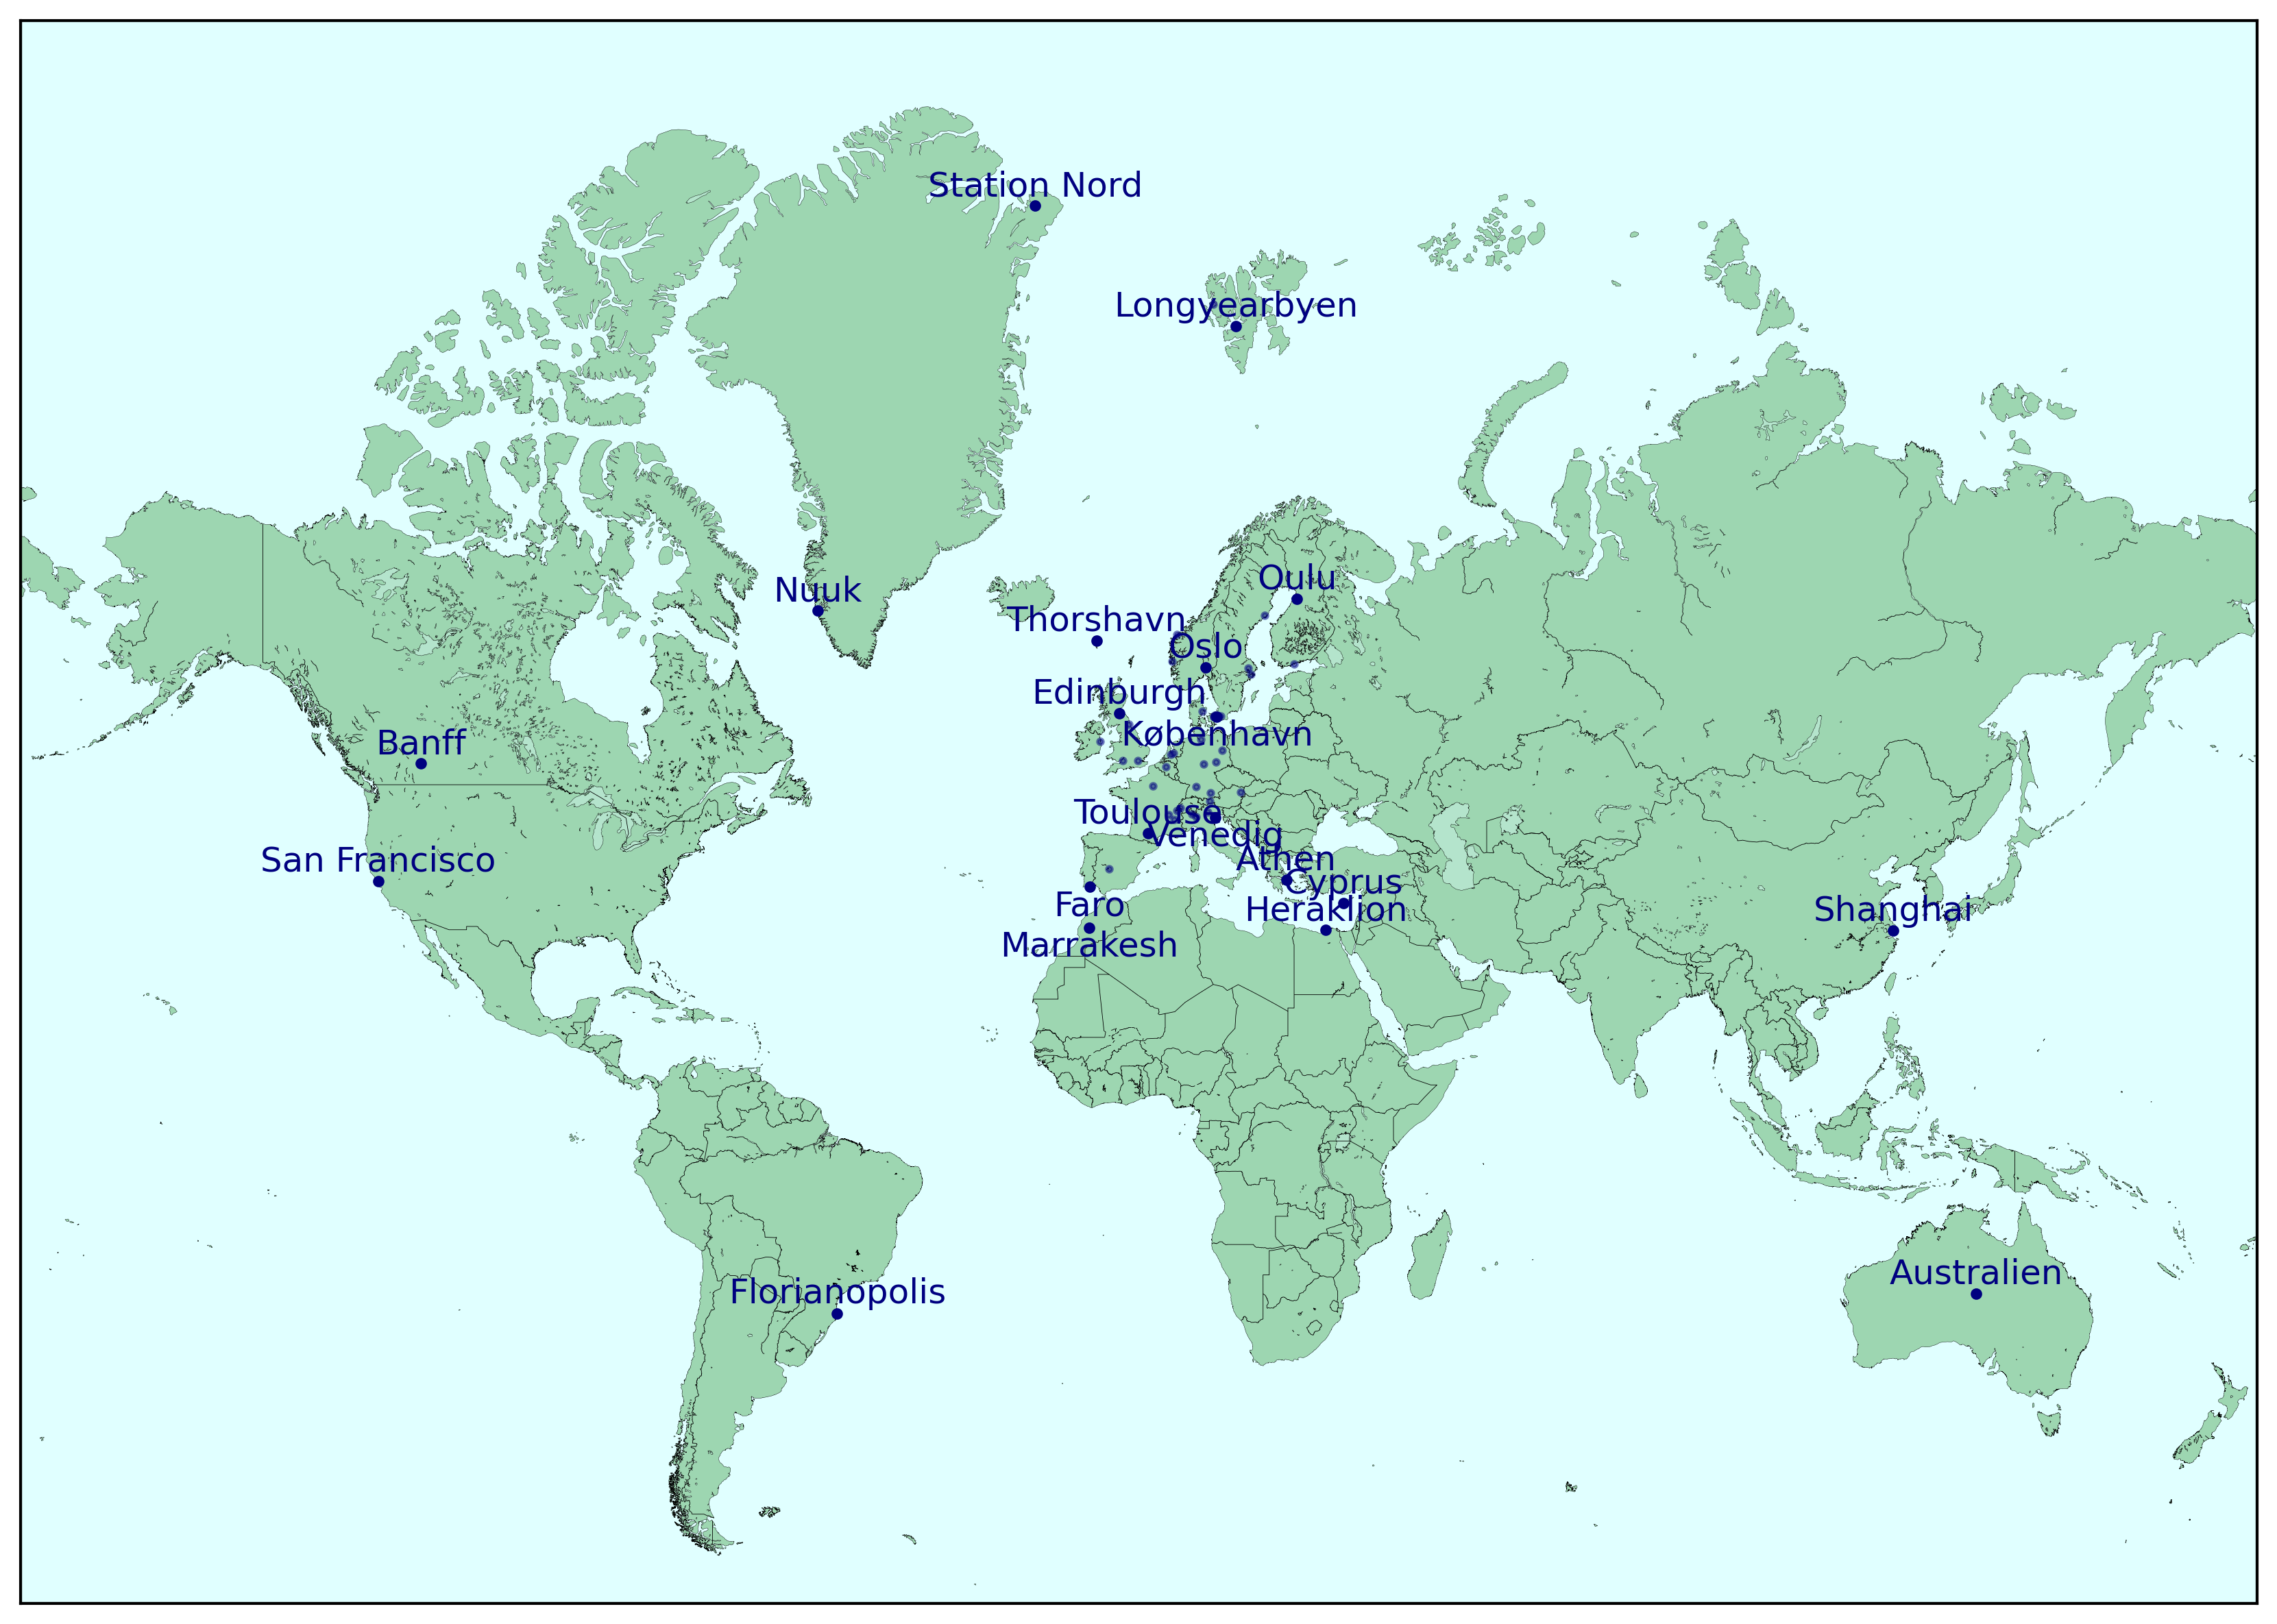 Station Nord
Longyearbyen
Oulu
Nuuk
Thorshavn
Oslo
Edinburgh
København
Banff
Toulouse
Venedig
San Francisco
Athen
Cyprus
Faro
Heraklion
Shanghai
Marrakesh
Australien
Florianopolis